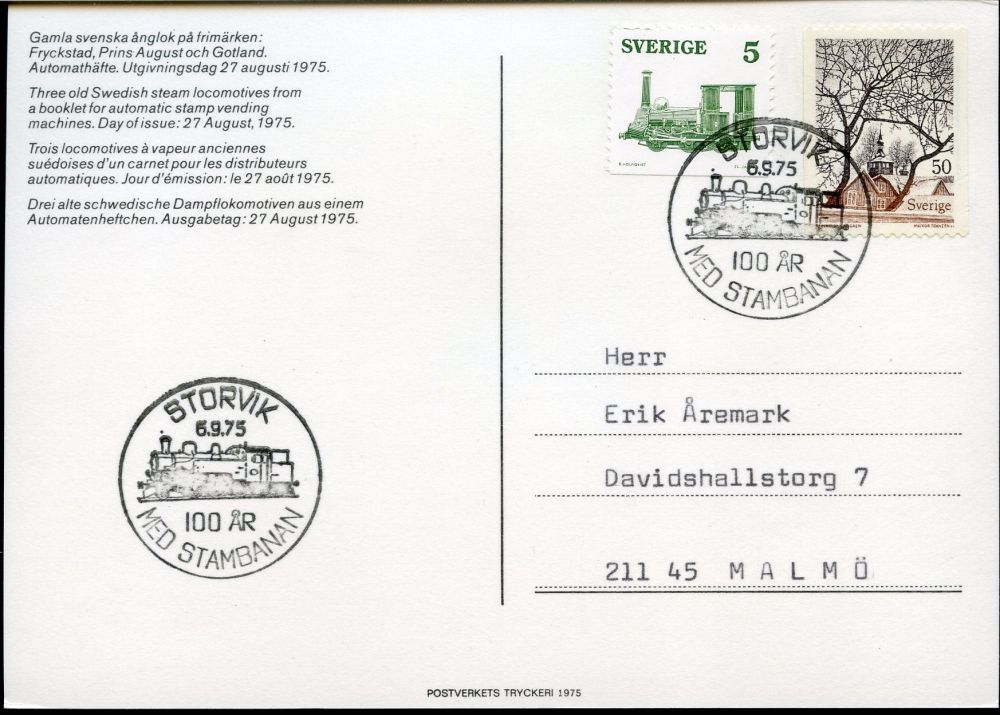 Gamla svenska ånglok på frimärken:
Fryckstad, Prins August och Gotland.
Automathäfte. Utgivningsdag 27 augusti 1975.
Three old Swedish steam locomotives from
a booklet for automatic stamp vending
machines. Day of issue: 27 August, 1975.
Trois locomotives à vapeur anciennes
suédoises d'un carnet pour les distributeurs
automatiques. Jour d'émission: le 27 août 1975.
Drei alte schwedische Dampflokomotiven aus einem
Automatenheftchen. Ausgabetag: 27 August 1975.
SVERIGE 5
50
Sverige
STORVIK
6.9.75
100 ÅR
MED STAMBANAN
Herr
Erik Åremark
Davidshallstorg 7
211 45 MALMÖ
STORVIK
6.9.75
100 ÅR
MED STAMBANAN
POSTVERKETS TRYCKERI 1975